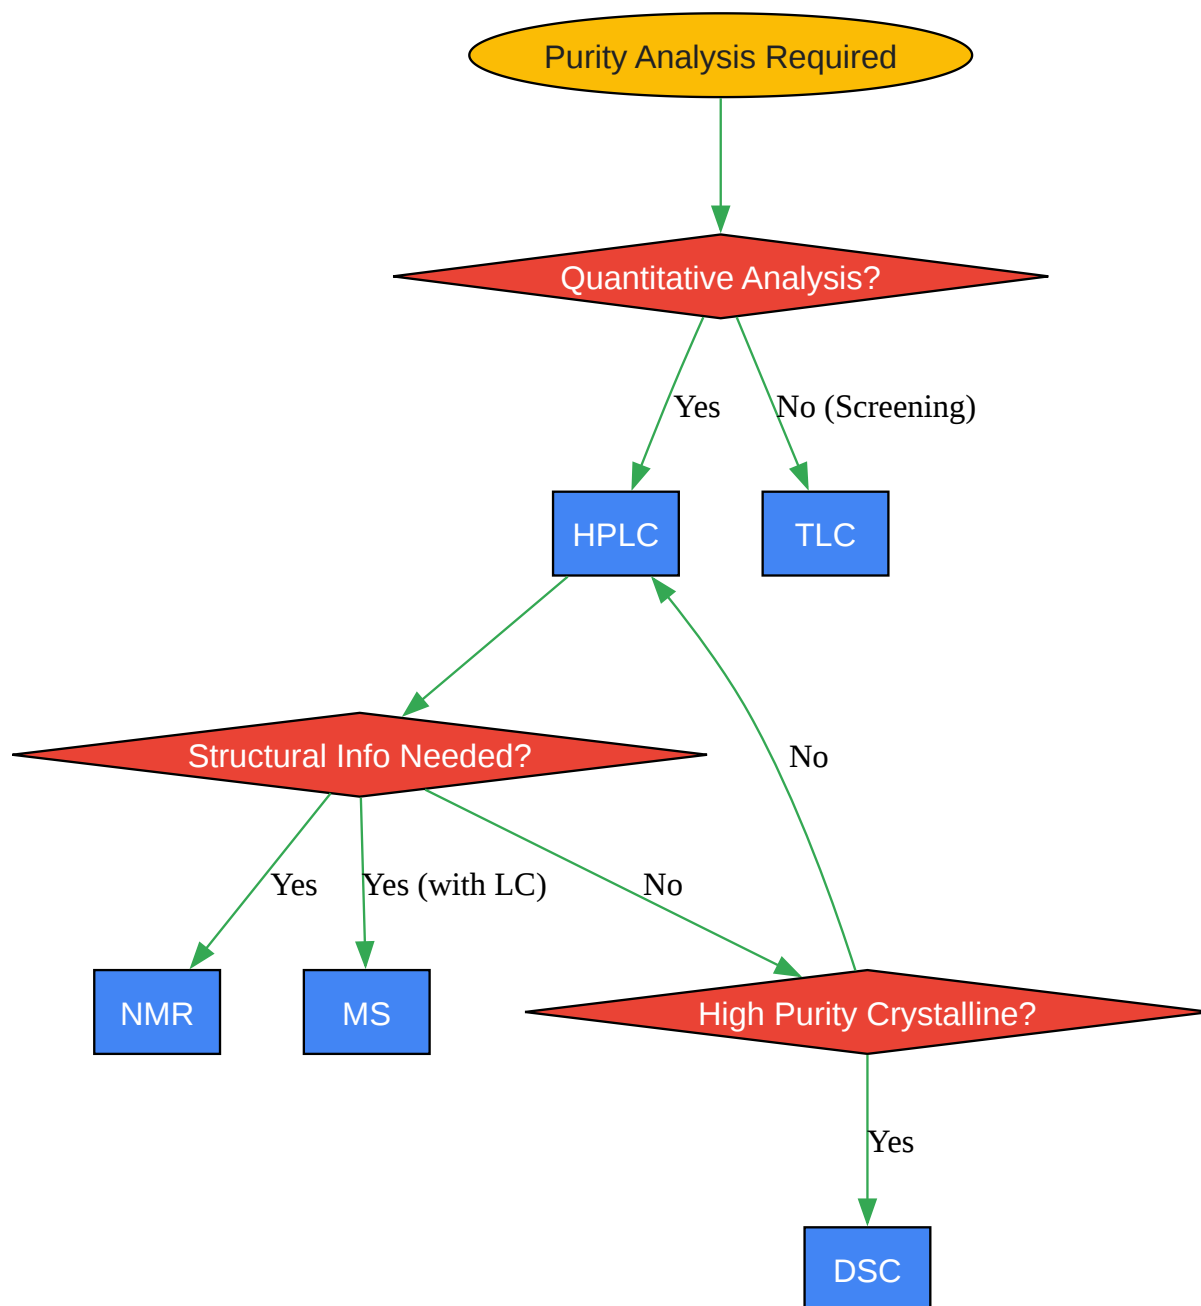 Purity Analysis Required
Quantitative Analysis?
Yes
No (Screening)
HPLC
TLC
Structural Info Needed?
No
Yes
Yes (with LC)
No
NMR
MS
High Purity Crystalline?
Yes
DSC